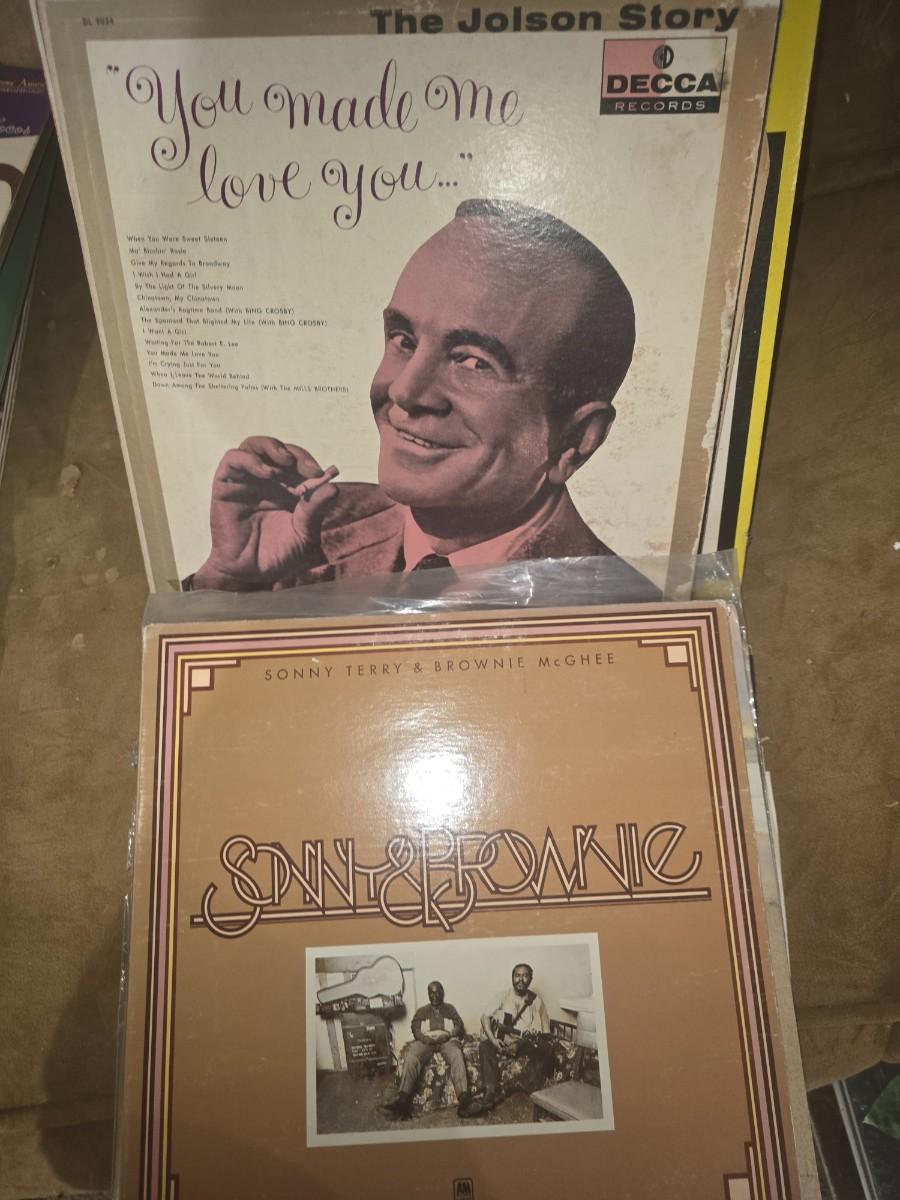 DL 9034
The Jolson Story
"You made me
love you..."
DECCA
RECORDS
When You Were Sweet Sixteen
Ma' Blushin' Rosie
Give My Regards To Broadway
I Wish I Had A Girl
By The Light Of The Silvery Moon
Chinatown, My Chinatown
Alexander's Ragtime Band (With BING CROSBY)
The Spaniard That Blighted My Life (With BING CROSBY)
I Want A Girl
Waiting For The Robert E. Lee
You Made Me Love You
I'm Crying Just For You
When I Leave The World Behind
Down Among The Sheltering Palms (With The MILLS BROTHERS)
SONNY TERRY & BROWNIE McGHEE
SONNY & BROWNIE
AM